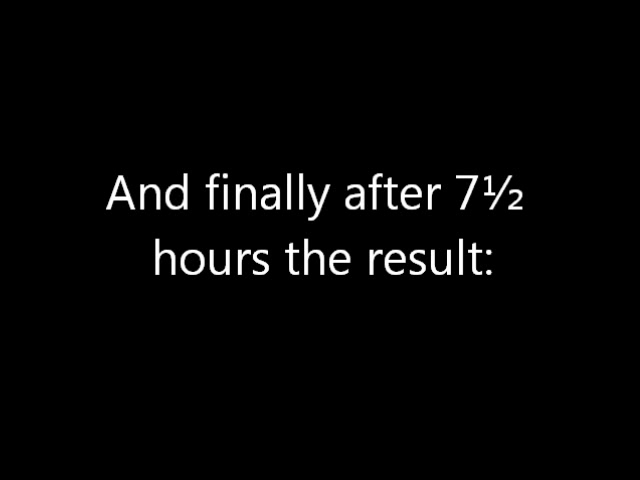 And finally after 7½
hours the result: